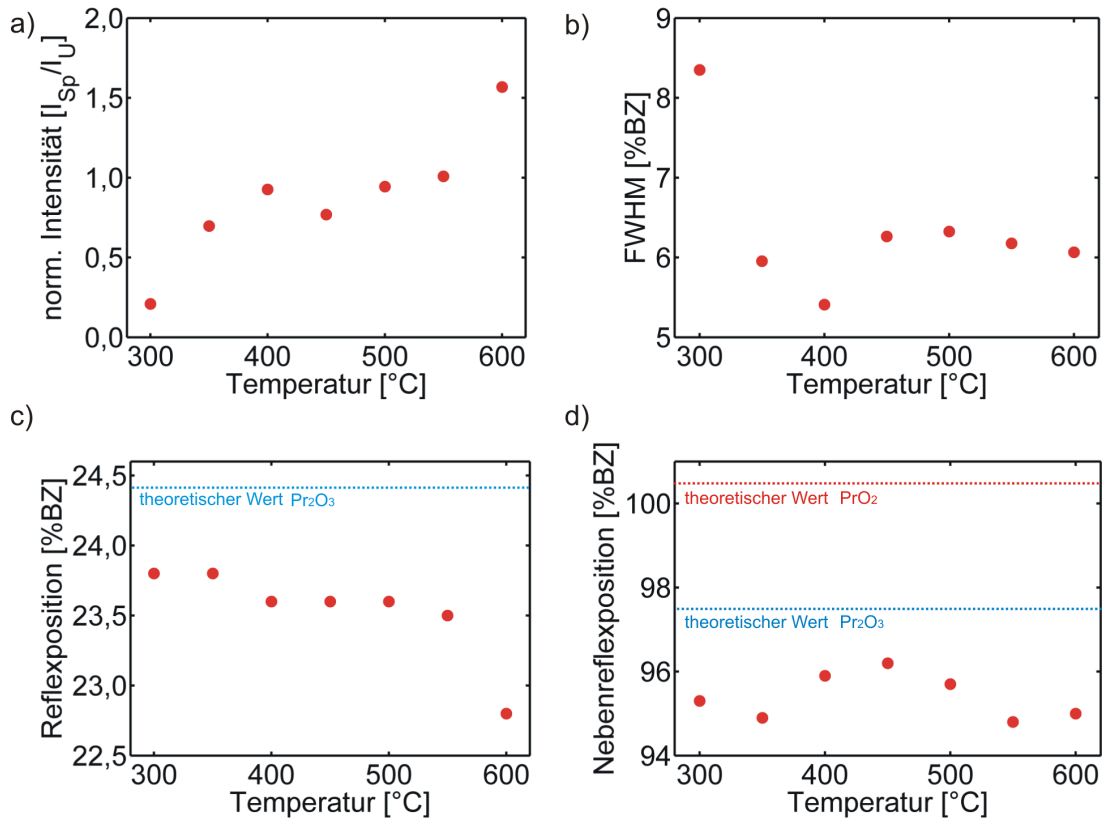 a)
norm. Intensität [I_Sp/I_U]
2,0
1,5
1,0
0,5
0,0
300 400 500 600
Temperatur [°C]
b)
FWHM [%BZ]
9
8
7
6
5
300 400 500 600
Temperatur [°C]
c)
Reflexposition [%BZ]
24,5
24,0
23,5
23,0
22,5
theoretischer Wert Pr₂O₃
300 400 500 600
Temperatur [°C]
d)
Nebenreflexposition [%BZ]
100
98
96
94
theoretischer Wert PrO₂
theoretischer Wert Pr₂O₃
300 400 500 600
Temperatur [°C]